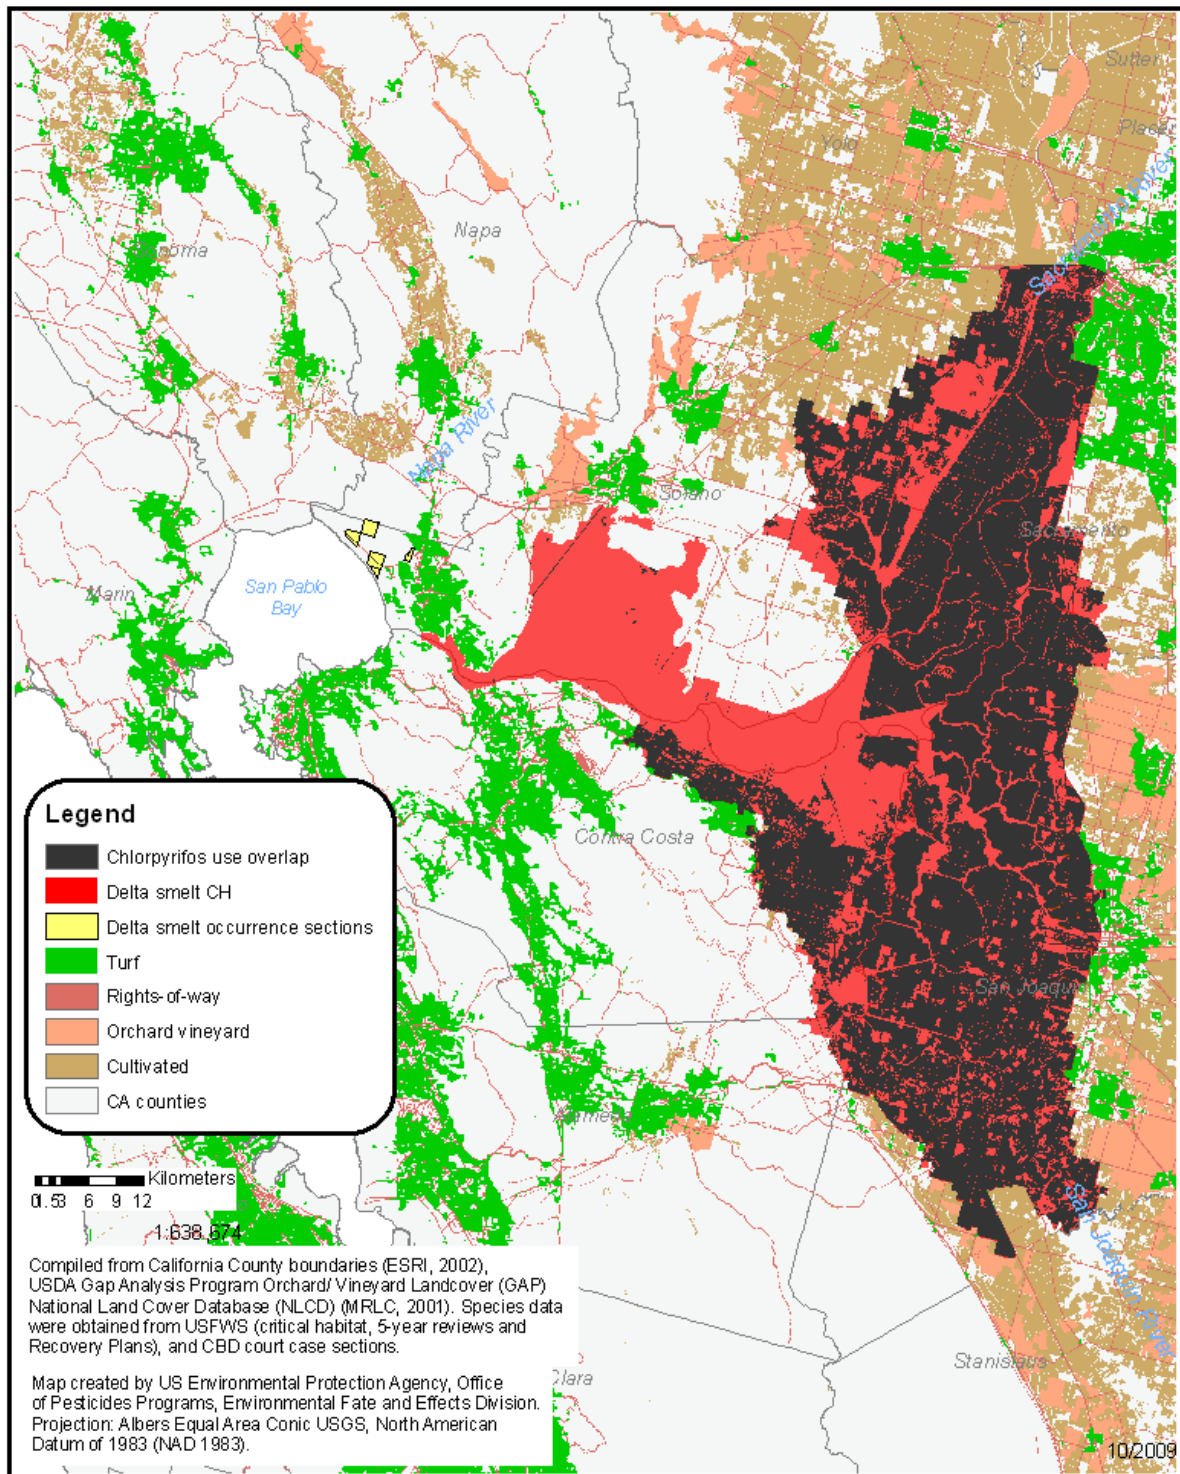 Sutter
Placer
Yolo
Sacramento River
Napa
Sonoma
Napa River
Solano
Sacramento
San Pablo
Bay
Marin
Legend
Chlorpyrifos use overlap
Delta smelt CH
Delta smelt occurrence sections
Turf
Rights-of-way
Orchard vineyard
Cultivated
CA counties
Contra Costa
San Joaquin
Alameda
Kilometers
0 1.5 3 6 9 12
1:638,674
San Joaquin River
Stanislaus
Clara
Compiled from California County boundaries (ESRI, 2002),
USDA Gap Analysis Program Orchard/ Vineyard Landcover (GAP)
National Land Cover Database (NLCD) (MRLC, 2001). Species data
were obtained from USFWS (critical habitat, 5-year reviews and
Recovery Plans), and CBD court case sections.
Map created by US Environmental Protection Agency, Office
of Pesticides Programs, Environmental Fate and Effects Division.
Projection: Albers Equal Area Conic USGS, North American
Datum of 1983 (NAD 1983).
10/2009